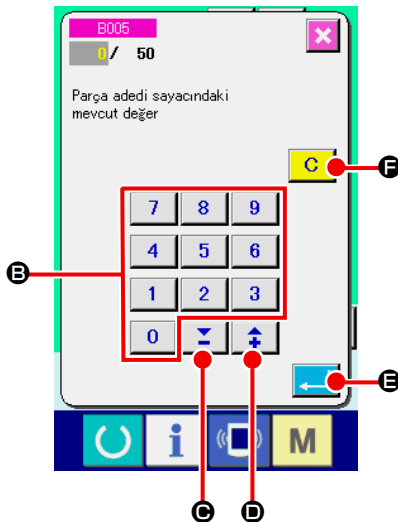 B005
0/ 50
Parça adedi sayacındaki
mevcut değer
C
F
7 8 9
4 5 6
B
1 2 3
0
E
i M
C D